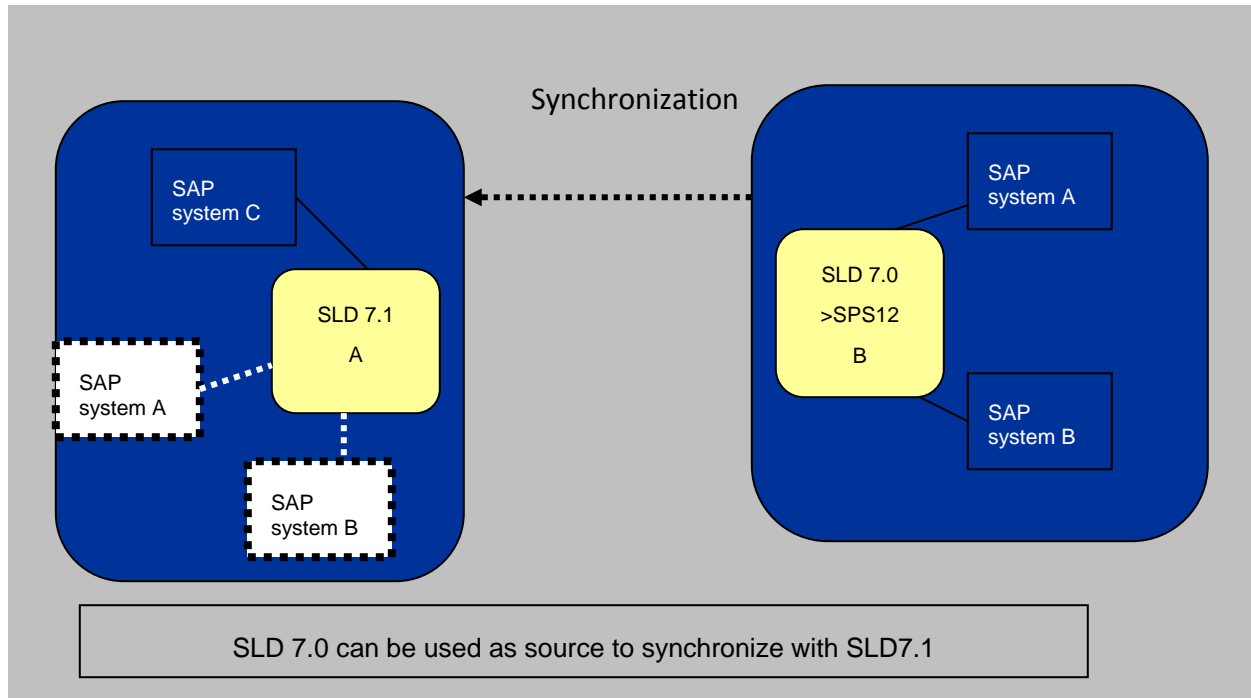 Synchronization
SAP
system C
SLD 7.1
A
SAP
system A
SAP
system B
SAP
system A
SLD 7.0
>SPS12
B
SAP
system B
SLD 7.0 can be used as source to synchronize with SLD7.1